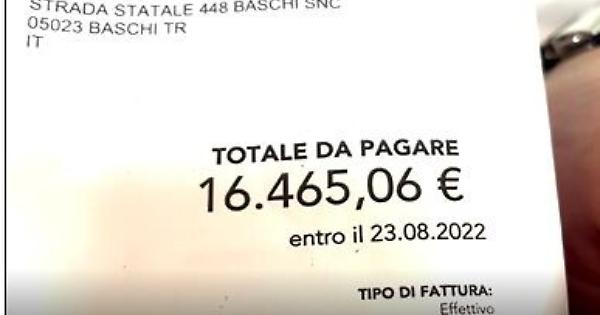 STRADA STATALE 448 BASCHI SNC
05023 BASCHI TR
IT
TOTALE DA PAGARE
16.465,06 €
entro il 23.08.2022
TIPO DI FATTURA:
Effettivo